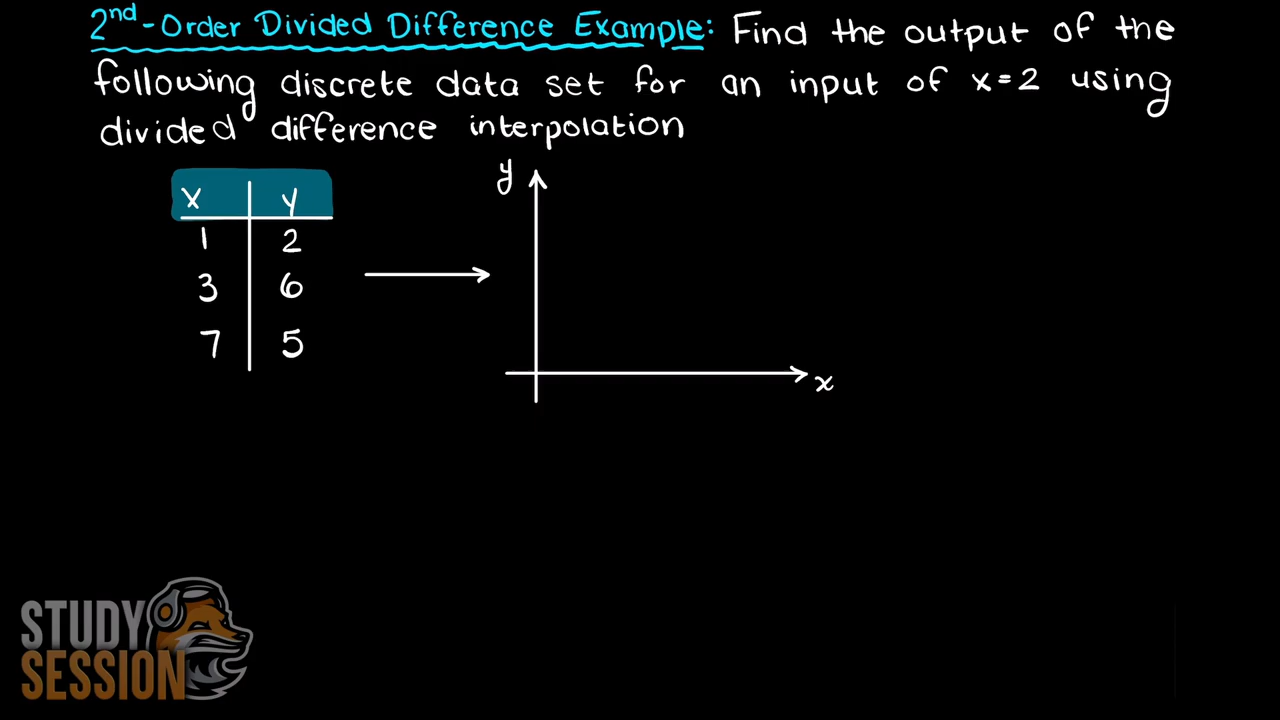 2nd-Order Divided Difference Example: Find the output of the
following discrete data set for an input of x=2 using
divided difference interpolation
x y
1 2
3 6
7 5
y
x
STUDY
SESSION